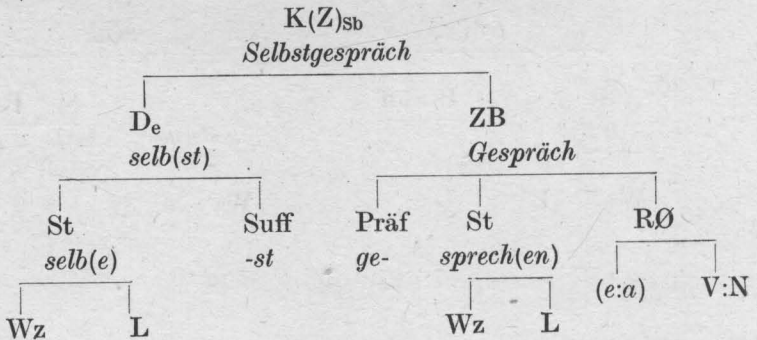 K(Z)Sb
Selbstgespräch
De ZB
selb(st) Gespräch
St Suff Präf St RØ
selb(e) -st ge- sprech(en) (e:a) V:N
Wz L Wz L